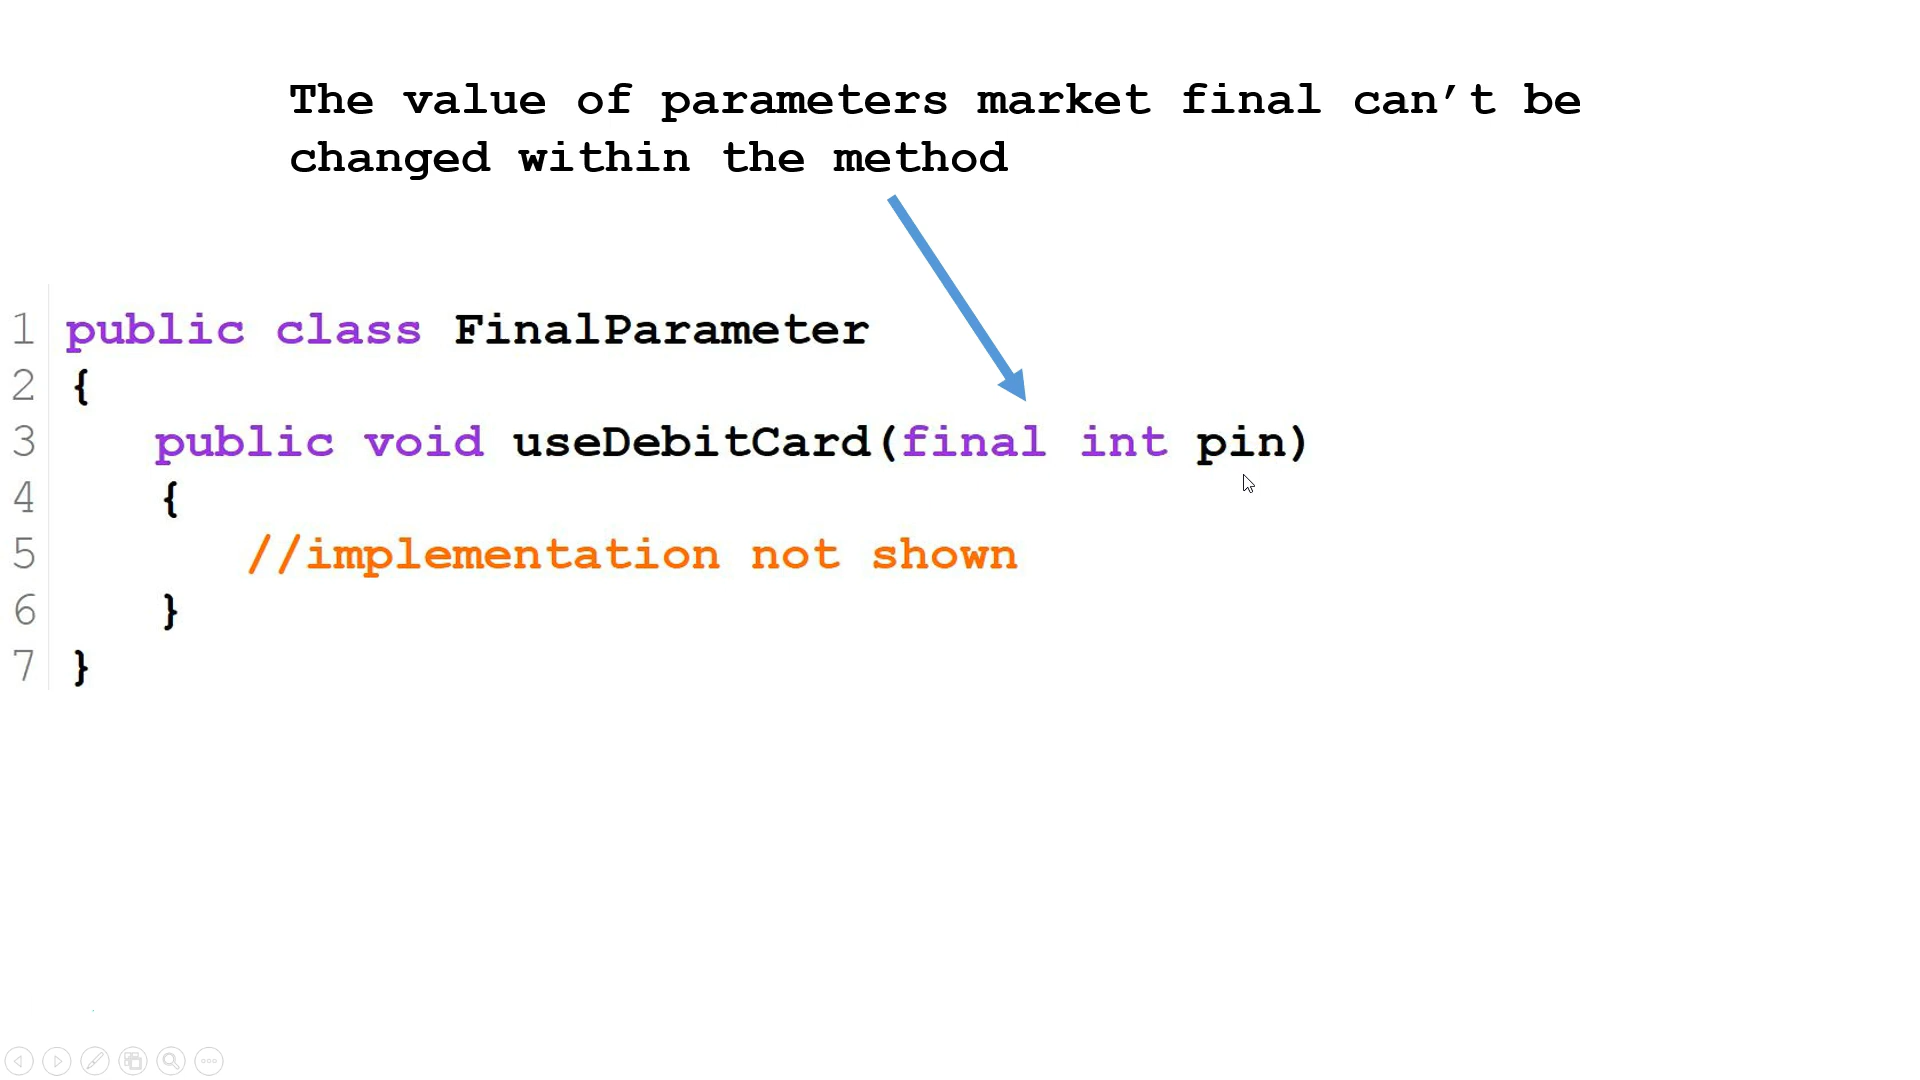 The value of parameters market final can’t be
changed within the method
1 public class FinalParameter
2 {
3 public void useDebitCard(final int pin)
4 {
5 //implementation not shown
6 }
7 }